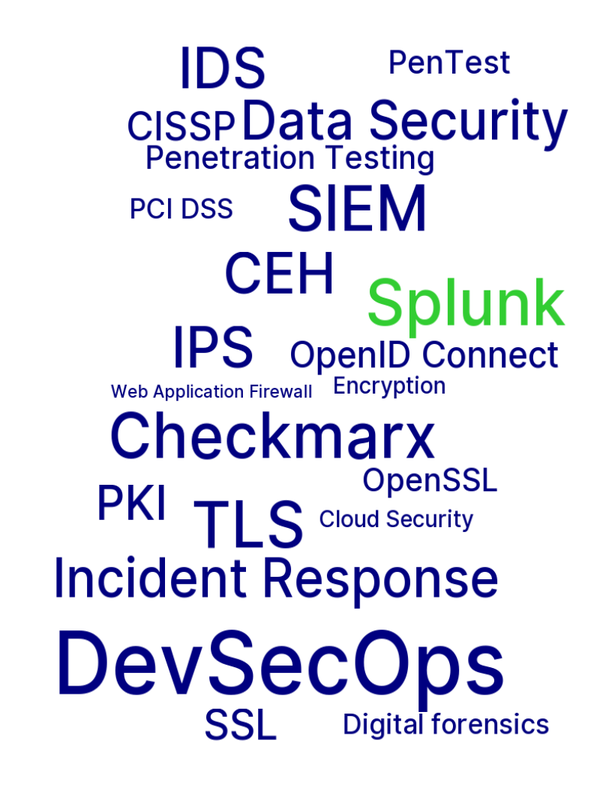 IDS PenTest
CISSP Data Security
Penetration Testing
PCI DSS SIEM
CEH
Splunk
IPS OpenID Connect
Web Application Firewall Encryption
Checkmarx
OpenSSL
PKI TLS Cloud Security
Incident Response
DevSecOps
SSL Digital forensics